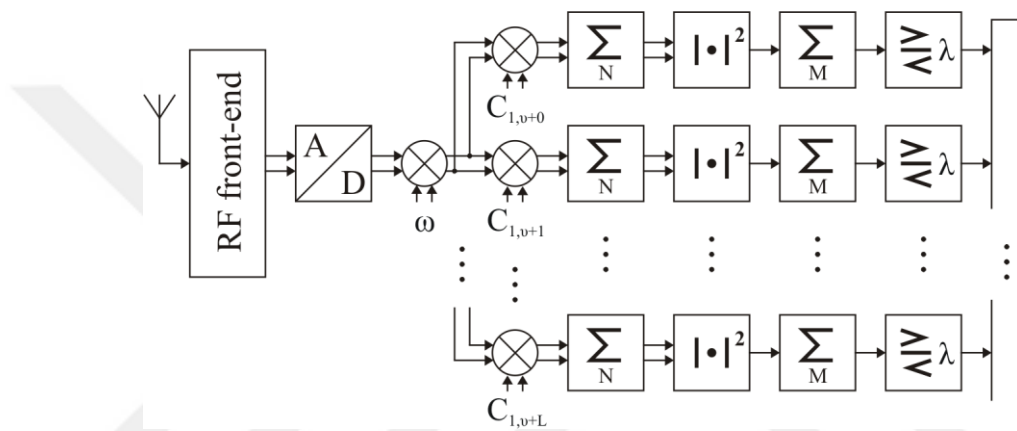 RF front-end
A
D
ω
C1,υ+0
∑ N
|•|²
∑ M
≥ ≤ λ
C1,υ+1
∑ N
|•|²
∑ M
≥ ≤ λ
C1,υ+L
∑ N
|•|²
∑ M
≥ ≤ λ